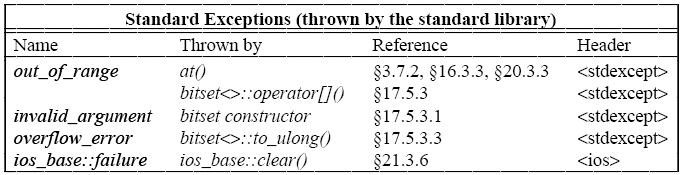 Standard Exceptions (thrown by the standard library)
Name Thrown by Reference Header
out_of_range at() §3.7.2, §16.3.3, §20.3.3 <stdexcept>
bitset<>::operator[]() §17.5.3 <stdexcept>
invalid_argument bitset constructor §17.5.3.1 <stdexcept>
overflow_error bitset<>::to_ulong() §17.5.3.3 <stdexcept>
ios_base::failure ios_base::clear() §21.3.6 <ios>